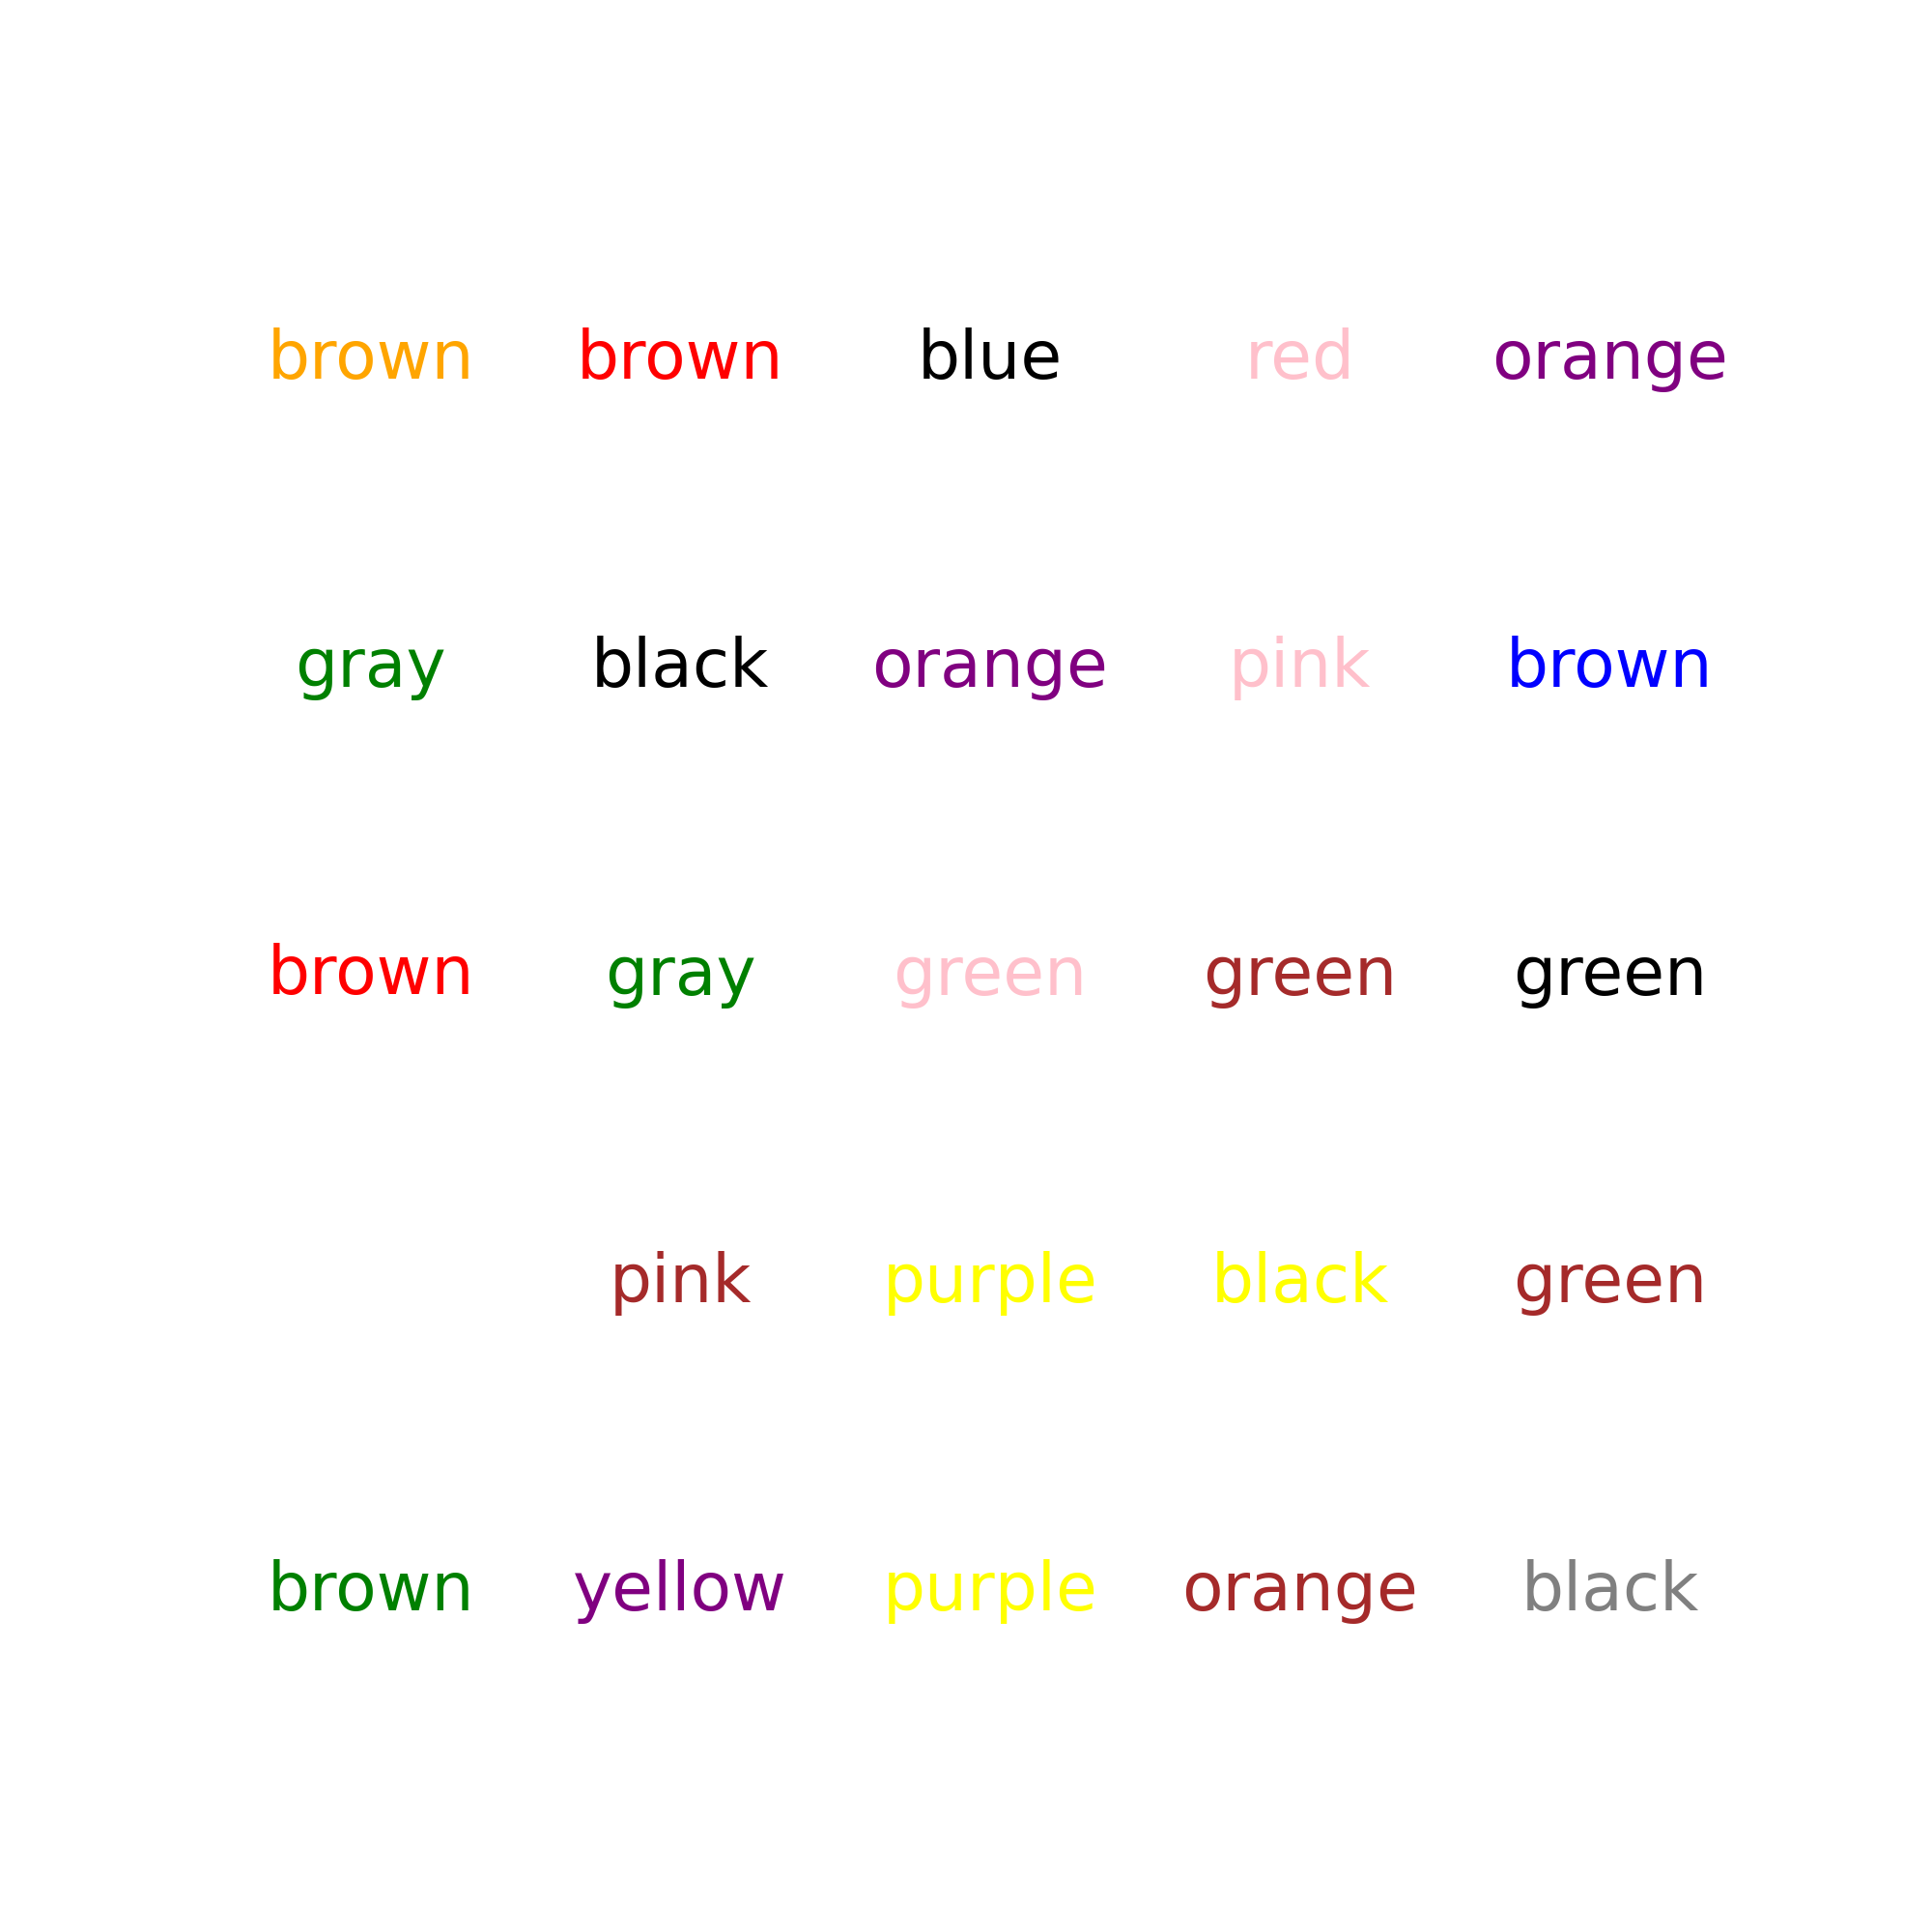 brown brown blue red orange
gray black orange pink brown
brown gray green green green
pink purple black green
brown yellow purple orange black